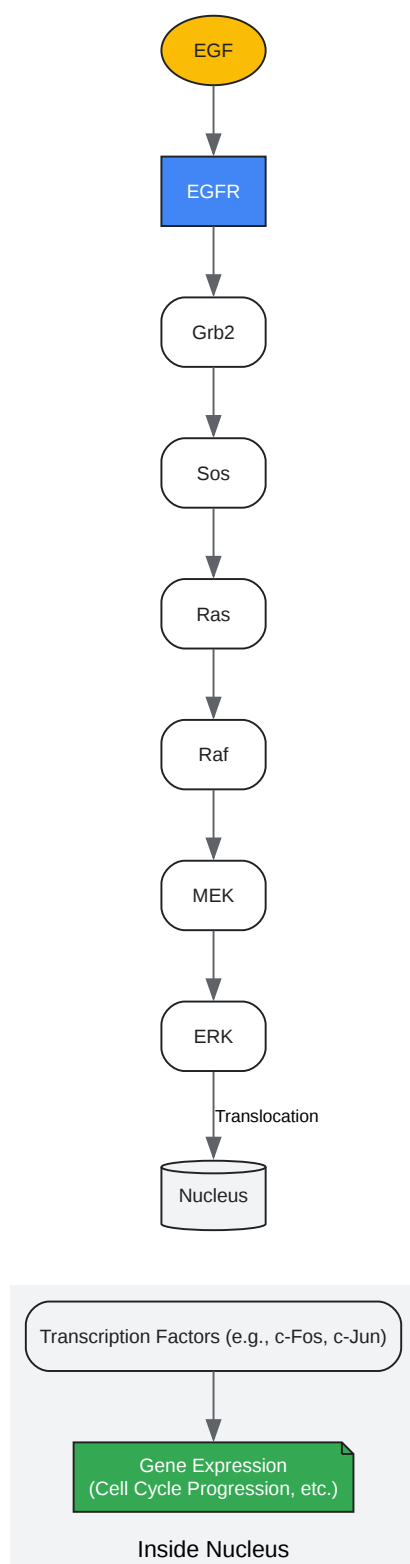 EGF
EGFR
Grb2
Sos
Ras
Raf
MEK
ERK
Translocation
Nucleus
Transcription Factors (e.g., c-Fos, c-Jun)
Gene Expression
(Cell Cycle Progression, etc.)
Inside Nucleus